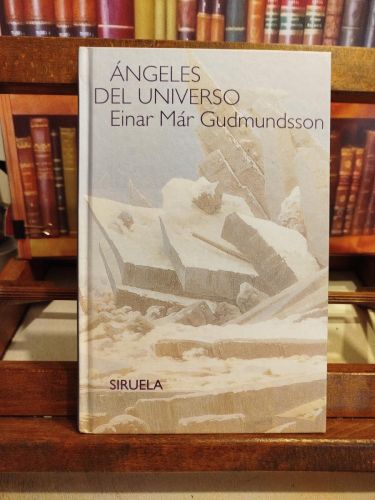 ÁNGELES
DEL UNIVERSO
Einar Már Gudmundsson
SIRUELA